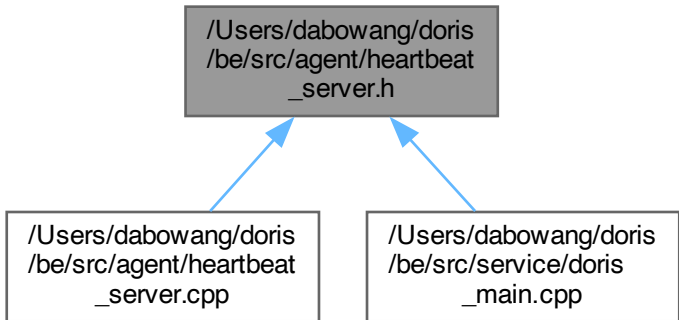 /Users/dabowang/doris
/be/src/agent/heartbeat
_server.h
/Users/dabowang/doris
/be/src/agent/heartbeat
_server.cpp
/Users/dabowang/doris
/be/src/service/doris
_main.cpp